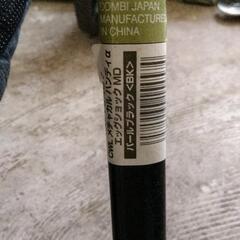 COMBI JAPAN
MANUFACTURED
IN CHINA
エッグショック MD
パールブラック <BK>